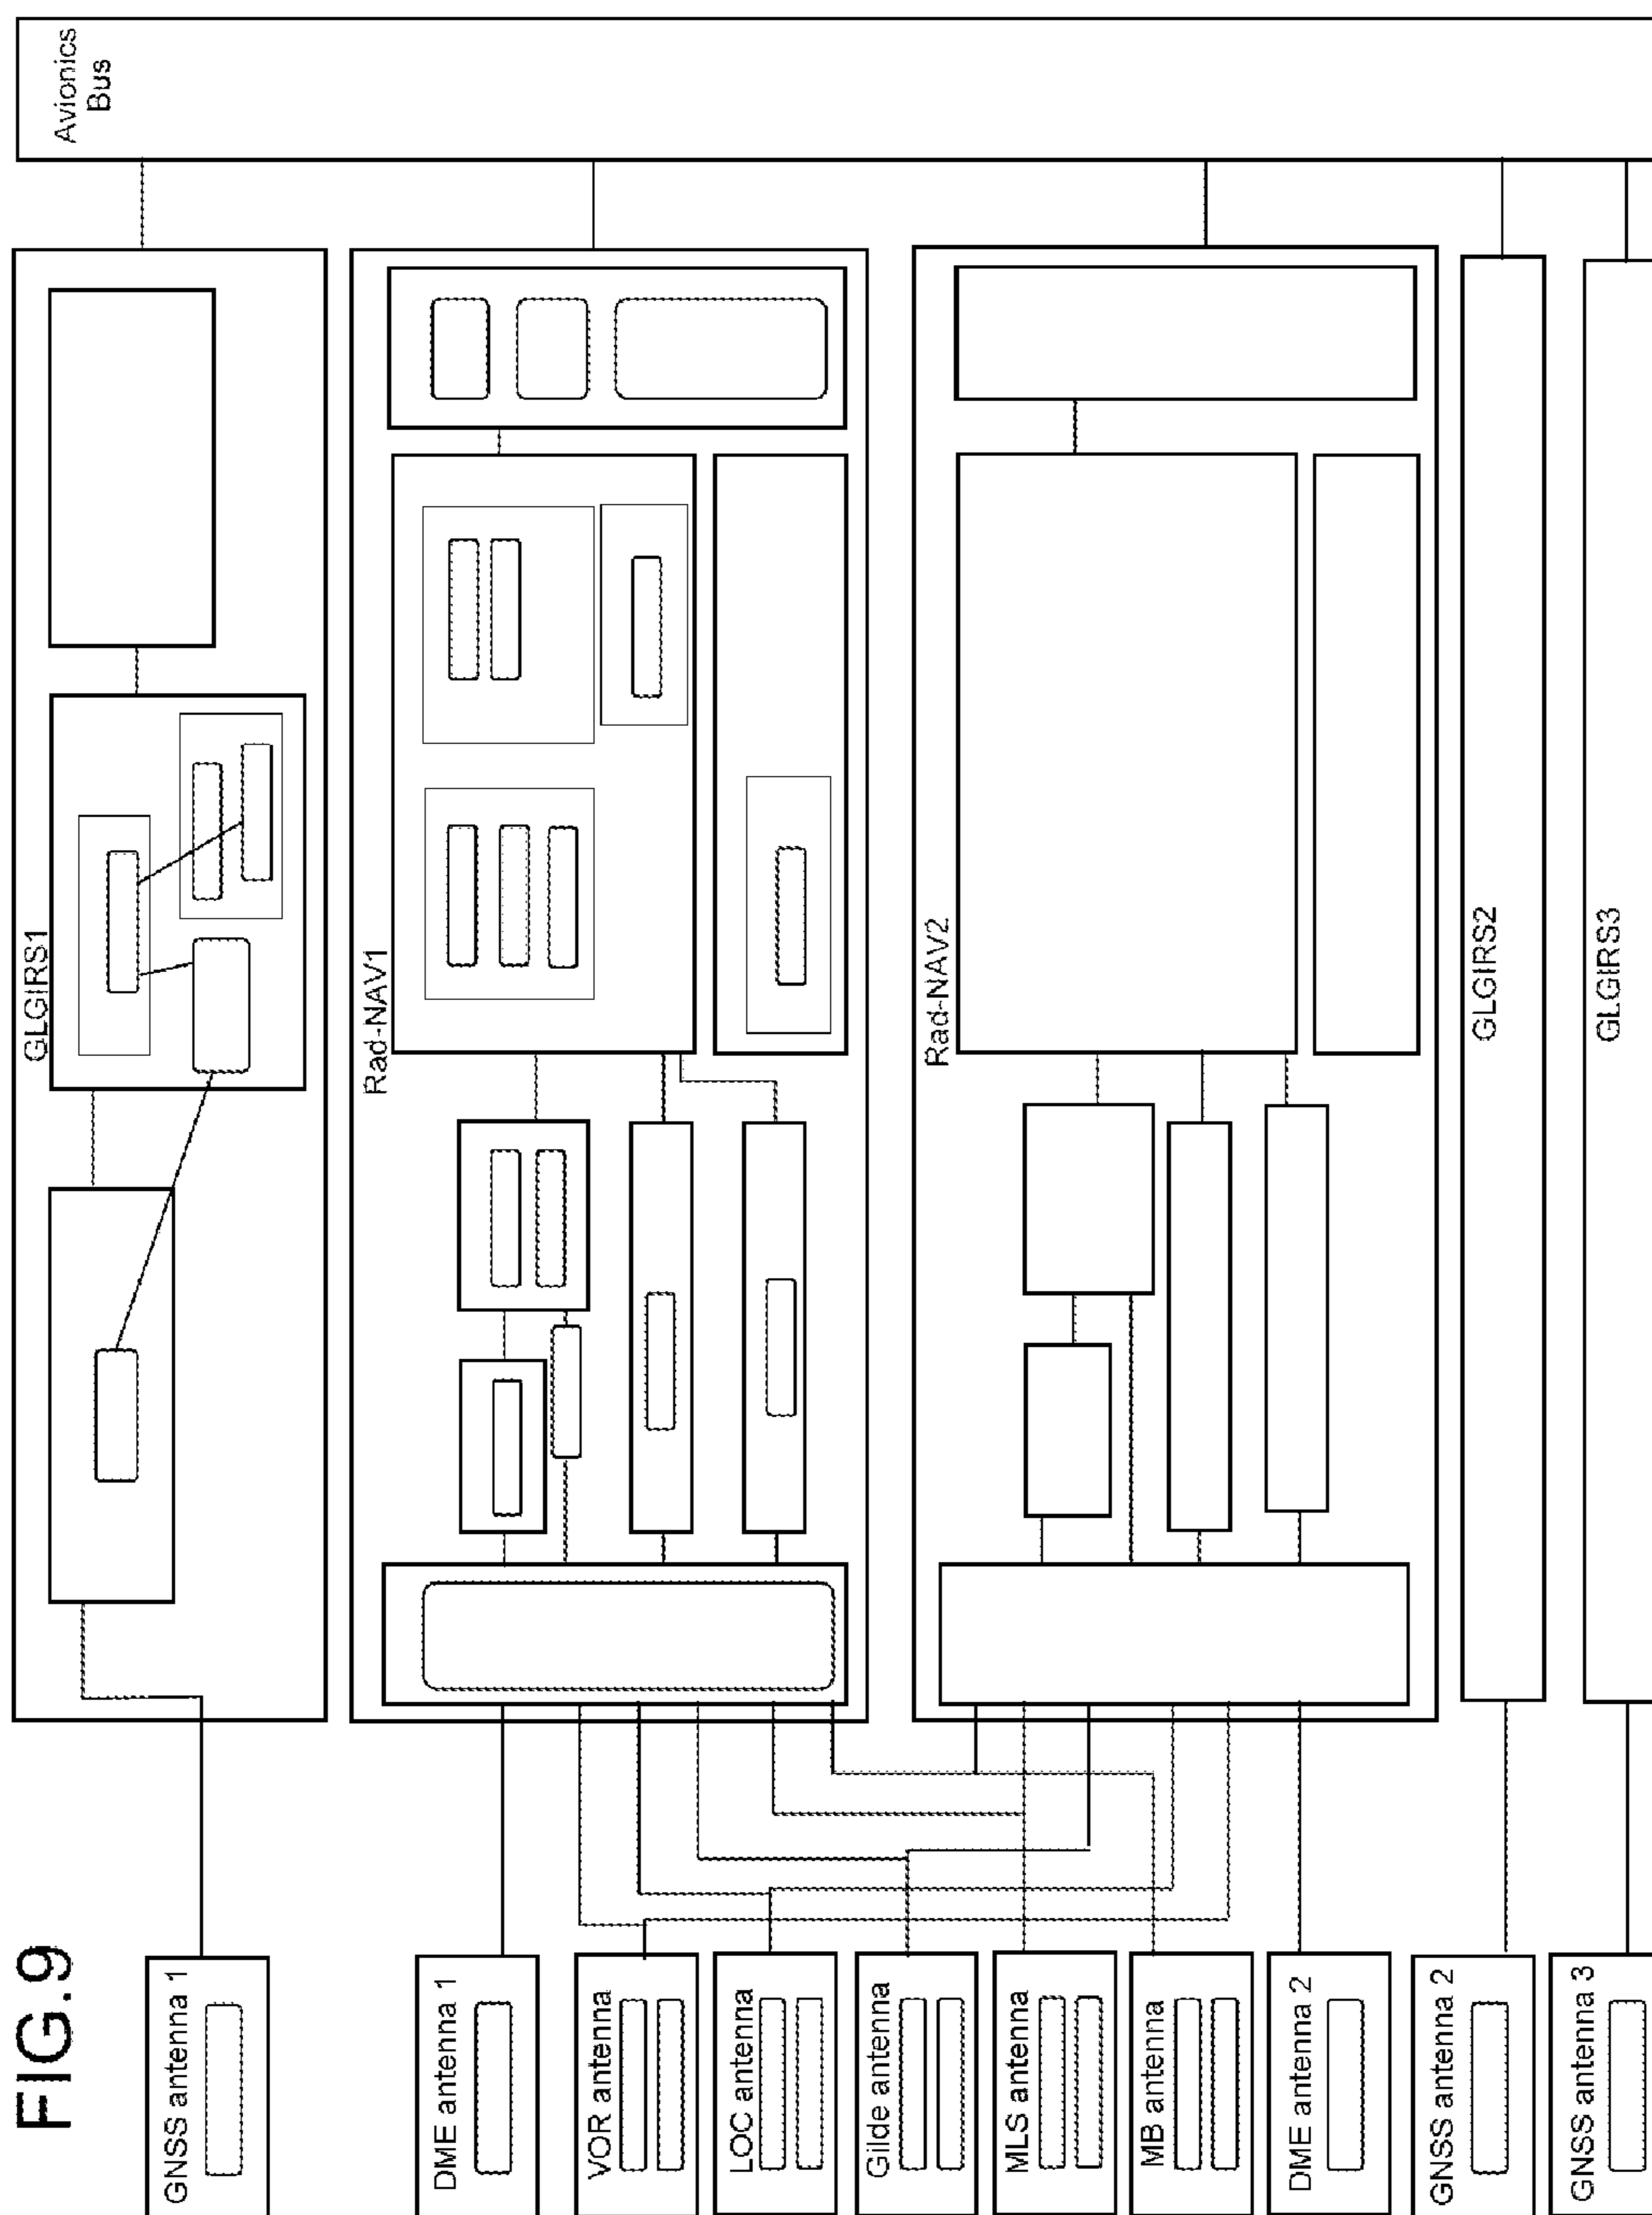 FIG.9
GNSS antenna 1
DME antenna 1
VOR antenna
LOC antenna
Gilde antenna
MLS antenna
MB antenna
DME antenna 2
GNSS antenna 2
GNSS antenna 3
GLGIRS1
Rad-NAV1
Rad-NAV2
GLGIRS2
GLGIRS3
Avionics
Bus